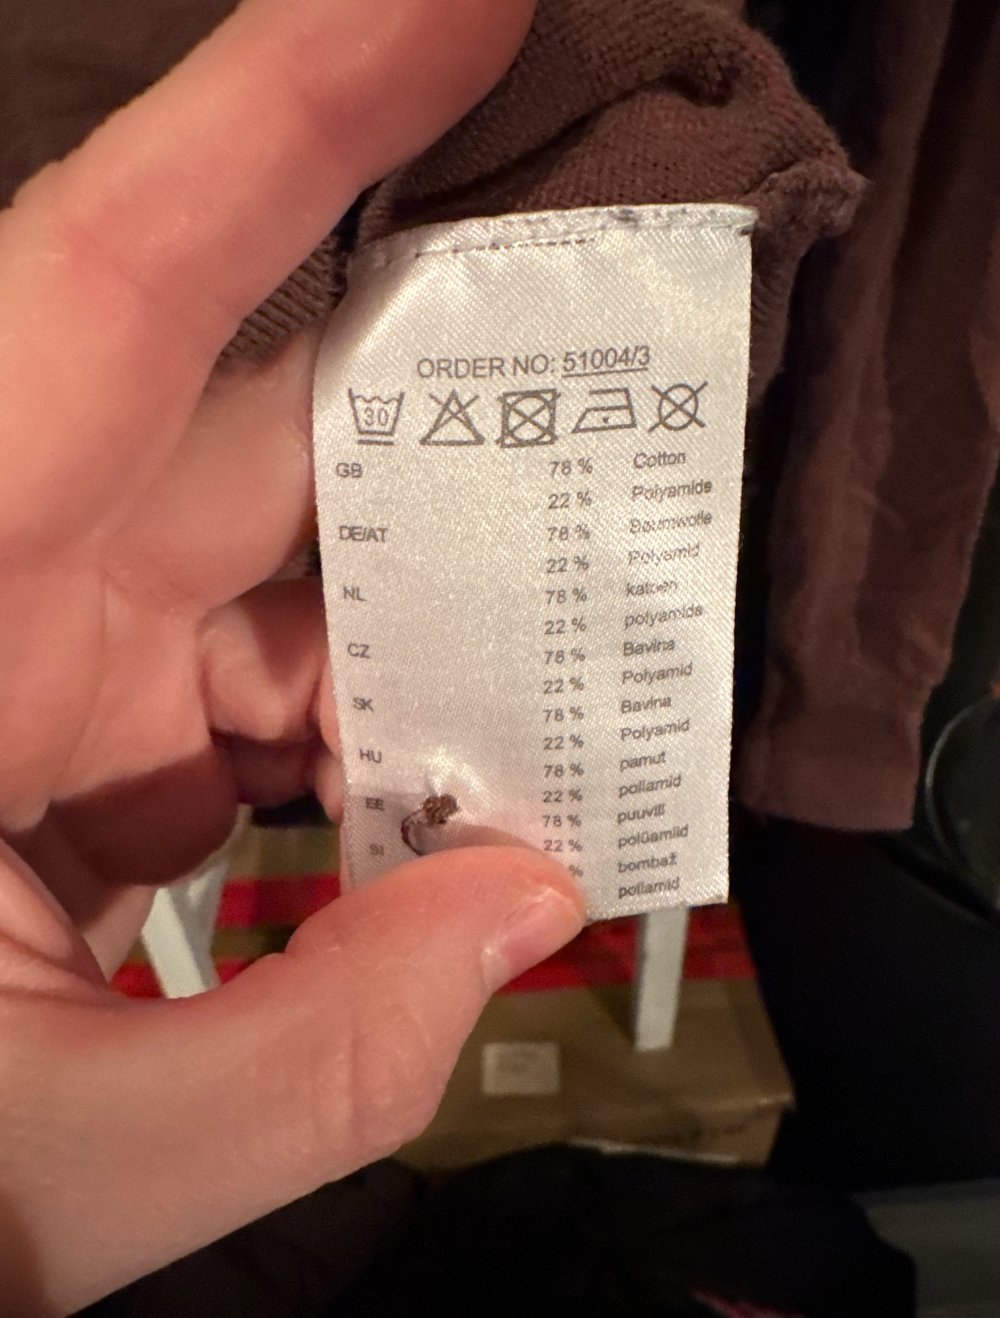 ORDER NO: 51004/3
30
GB 78 % Cotton
22 % Polyamide
DE/AT 78 % Baumwolle
22 % Polyamid
NL 78 % katoen
22 % polyamide
CZ 78 % Bavlna
22 % Polyamid
SK 78 % Bavlna
22 % Polyamid
HU 78 % pamut
22 % poliamid
EE 78 % puuvill
22 % polüamiid
SI % bombaž
poliamid